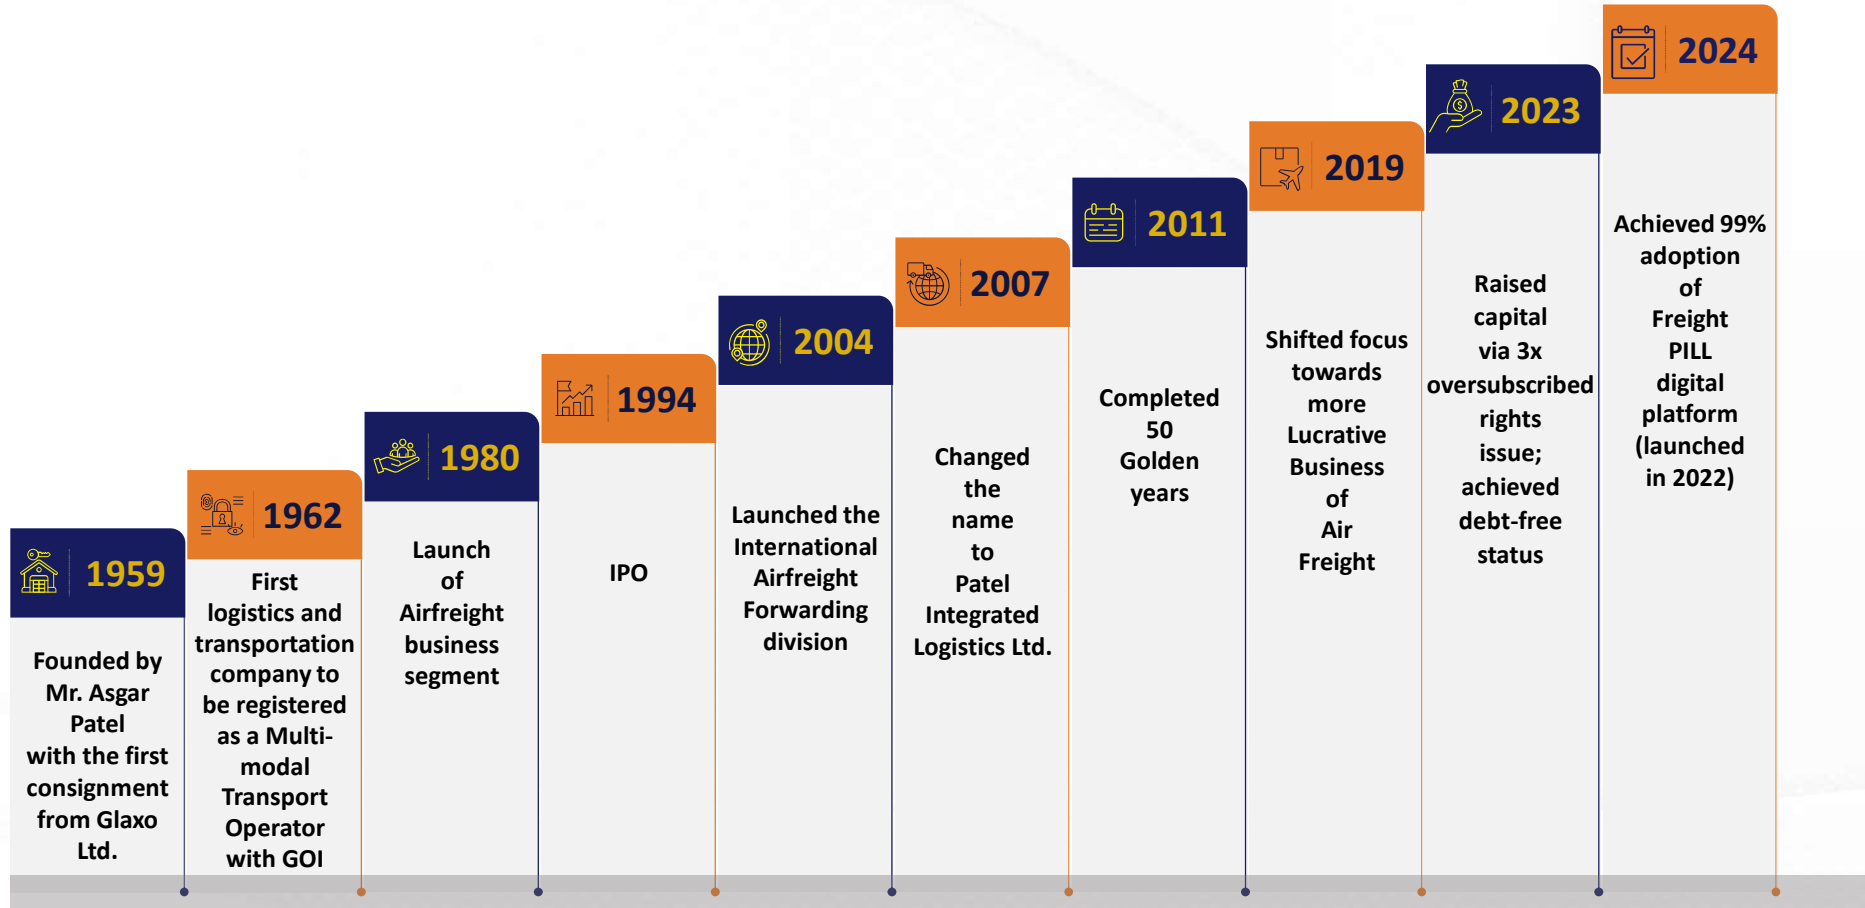 1959
Founded by
Mr. Asgar
Patel
with the first
consignment
from Glaxo
Ltd.
1962
First
logistics and
transportation
company to
be registered
as a Multi-
modal
Transport
Operator
with GOI
1980
Launch
of
Airfreight
business
segment
1994
IPO
2004
Launched the
International
Airfreight
Forwarding
division
2007
Changed
the
name
to
Patel
Integrated
Logistics Ltd.
2011
Completed
50
Golden
years
2019
Shifted focus
towards
more
Lucrative
Business
of
Air
Freight
2023
Raised
capital
via 3x
oversubscribed
rights
issue;
achieved
debt-free
status
2024
Achieved 99%
adoption
of
Freight
PILL
digital
platform
(launched
in 2022)